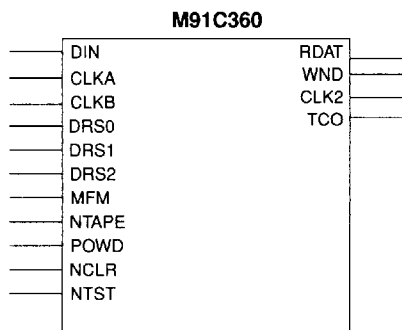 M91C360
DIN
CLKA
CLKB
DRS0
DRS1
DRS2
MFM
NTAPE
POWD
NCLR
NTST
RDAT
WND
CLK2
TCO